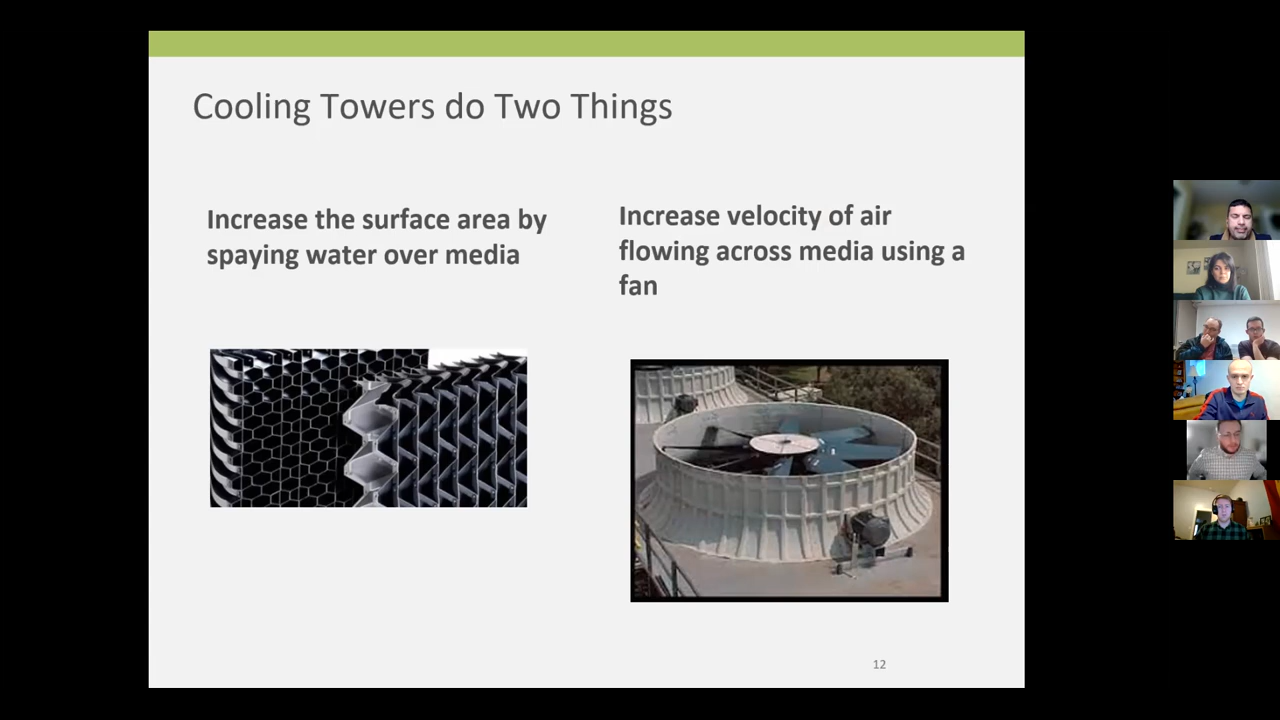 Cooling Towers do Two Things
Increase the surface area by
spaying water over media
Increase velocity of air
flowing across media using a
fan
12